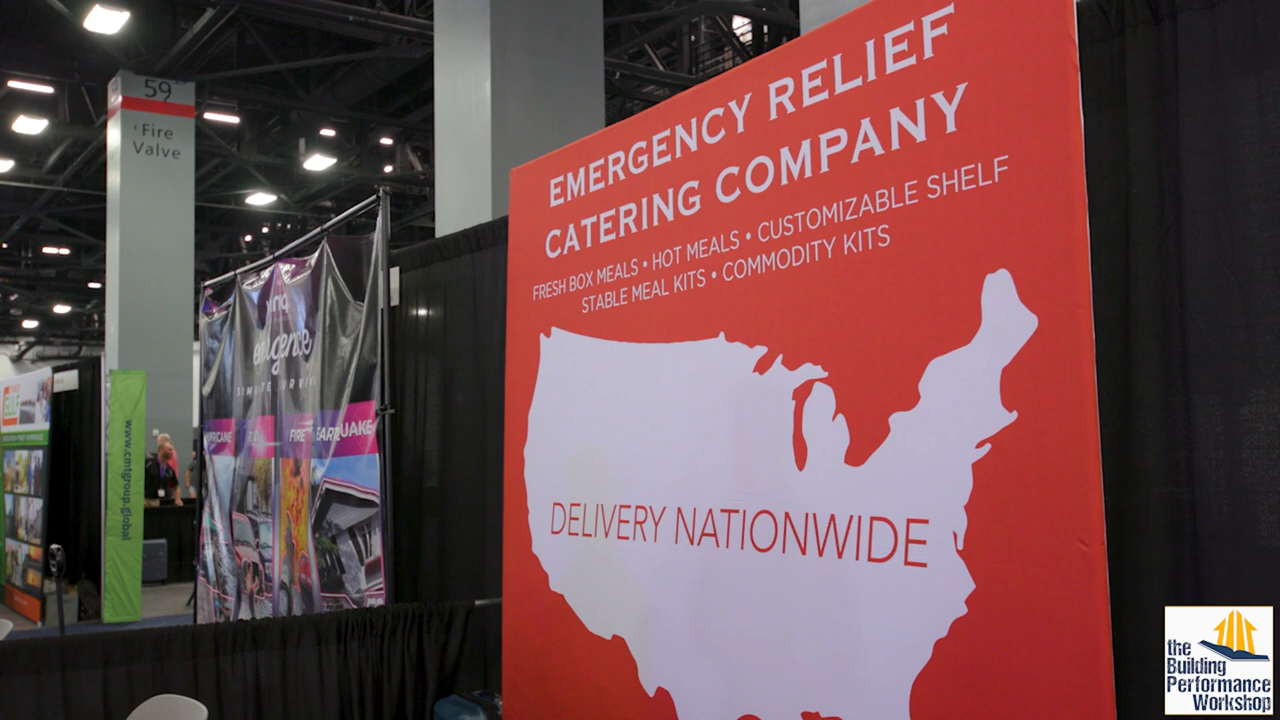 59
Fire
Valve
EMERGENCY RELIEF
CATERING COMPANY
FRESH BOX MEALS • HOT MEALS • CUSTOMIZABLE SHELF
STABLE MEAL KITS • COMMODITY KITS
DELIVERY NATIONWIDE
FIRE
EARTHQUAKE
www.cmtgroup.global
the
Building
Performance
Workshop